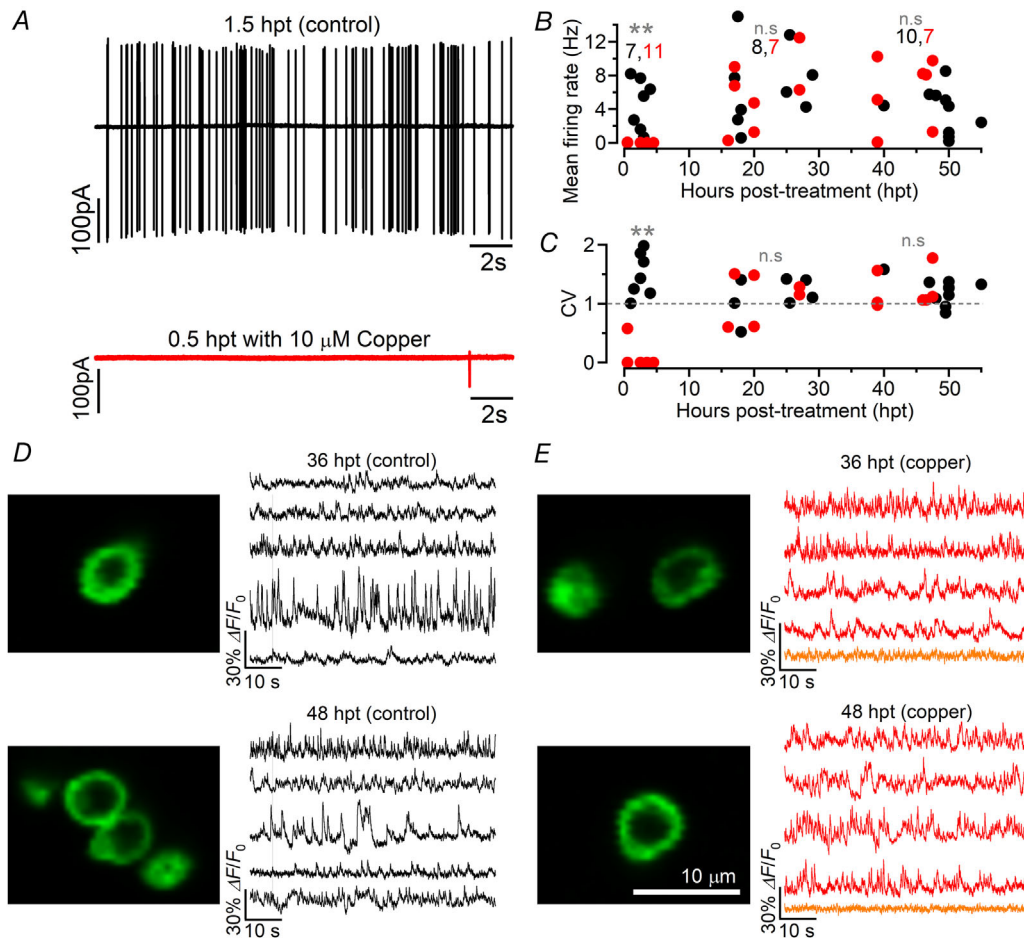 A
1.5 hpt (control)
100pA
2s
0.5 hpt with 10 μM Copper
100pA
2s
B
Mean firing rate (Hz)
12
8
4
0
**
7,11
n.s
8,7
n.s
10,7
0 10 20 30 40 50
Hours post-treatment (hpt)
C
CV
2
1
0
**
n.s
n.s
0 10 20 30 40 50
Hours post-treatment (hpt)
D
36 hpt (control)
30% ΔF/F0
10 s
48 hpt (control)
30% ΔF/F0
10 s
E
36 hpt (copper)
30% ΔF/F0
10 s
48 hpt (copper)
10 μm
30% ΔF/F0
10 s